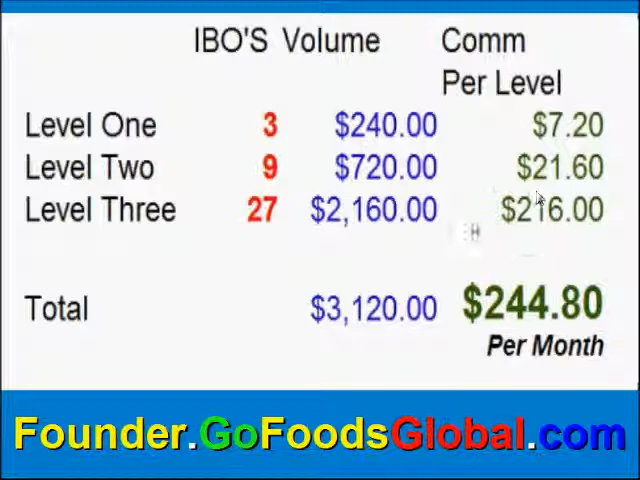 IBO'S Volume Comm
Per Level
Level One 3 $240.00 $7.20
Level Two 9 $720.00 $21.60
Level Three 27 $2,160.00 $216.00
Total $3,120.00 $244.80
Per Month
Founder.GoFoodsGlobal.com